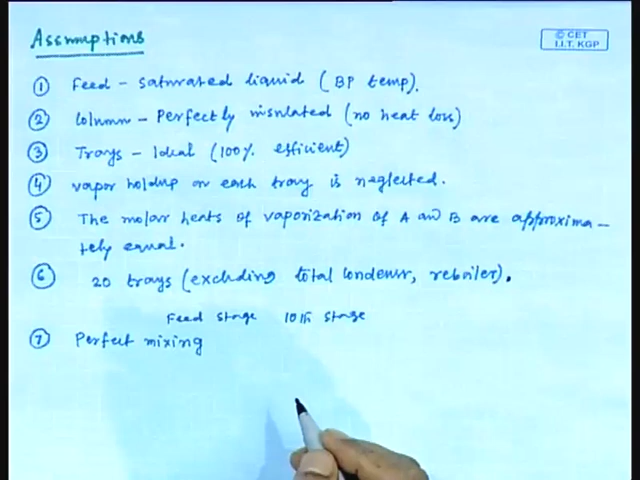 Assumptions
© CET
I.I.T. KGP
① Feed - Saturated liquid (BP temp).
② Column - Perfectly insulated (no heat loss)
③ Trays - Ideal (100% efficient)
④ vapor holdup on each tray is neglected.
⑤ The molar heats of vaporization of A and B are approxima -
tely equal.
⑥ 20 trays (excluding total condenser, reboiler).
Feed stage 10th stage
⑦ Perfect mixing